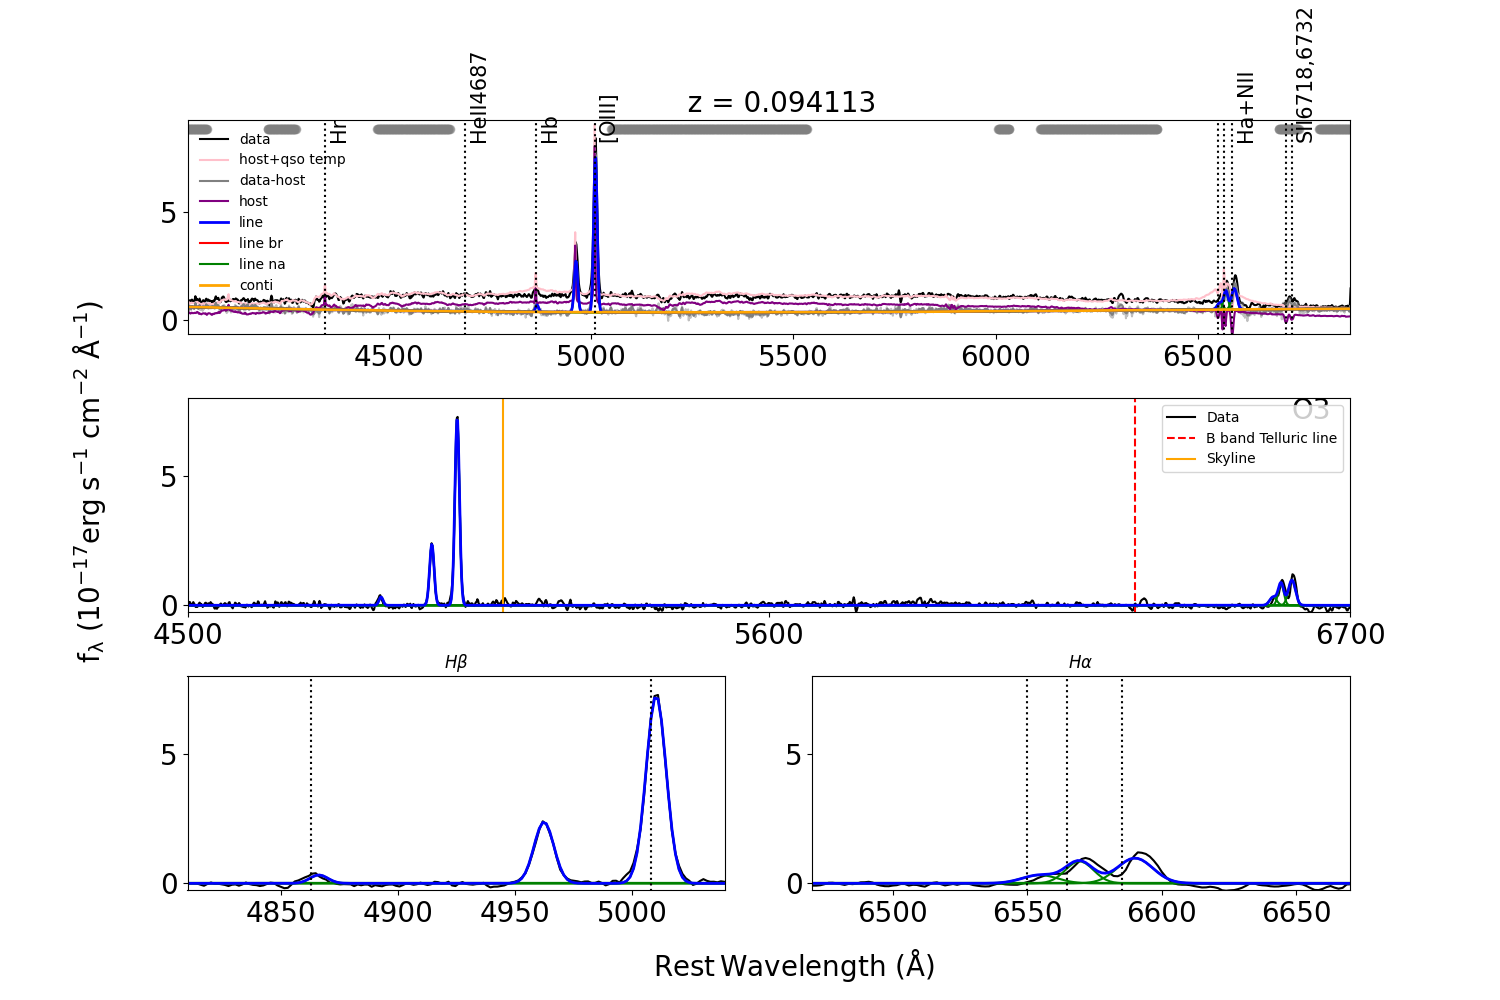 z = 0.094113
Hr
HeII4687
Hb
[OIII]
Ha+NII
SII6718,6732
data
host+qso temp
data-host
host
line
line br
line na
conti
5
0
4500
5000
5500
6000
6500
O3
Data
B band Telluric line
Skyline
5
0
4500
5600
6700
fλ (10⁻¹⁷erg s⁻¹ cm⁻² Å⁻¹)
Hβ
5
0
4850
4900
4950
5000
Hα
5
0
6500
6550
6600
6650
Rest Wavelength (Å)